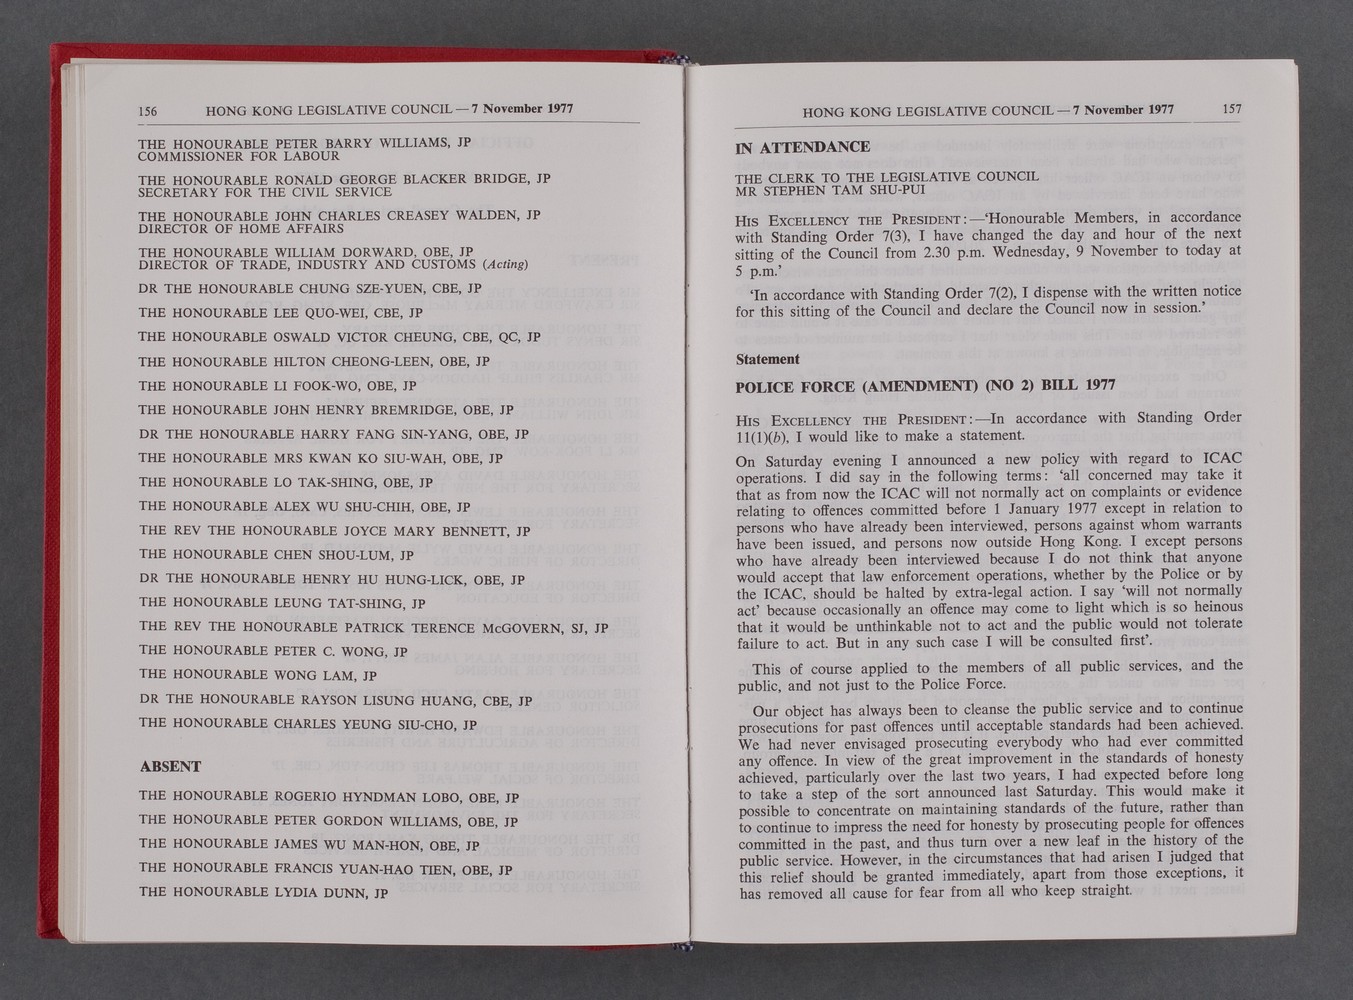 156 HONG KONG LEGISLATIVE COUNCIL — 7 November 1977
THE HONOURABLE PETER BARRY WILLIAMS, JP
COMMISSIONER FOR LABOUR
THE HONOURABLE RONALD GEORGE BLACKER BRIDGE, JP
SECRETARY FOR THE CIVIL SERVICE
THE HONOURABLE JOHN CHARLES CREASEY WALDEN, JP
DIRECTOR OF HOME AFFAIRS
THE HONOURABLE WILLIAM DORWARD, OBE, JP
DIRECTOR OF TRADE, INDUSTRY AND CUSTOMS (Acting)
DR THE HONOURABLE CHUNG SZE-YUEN, CBE, JP
THE HONOURABLE LEE QUO-WEI, CBE, JP
THE HONOURABLE OSWALD VICTOR CHEUNG, CBE, QC, JP
THE HONOURABLE HILTON CHEONG-LEEN, OBE, JP
THE HONOURABLE LI FOOK-WO, OBE, JP
THE HONOURABLE JOHN HENRY BREMRIDGE, OBE, JP
DR THE HONOURABLE HARRY FANG SIN-YANG, OBE, JP
THE HONOURABLE MRS KWAN KO SIU-WAH, OBE, JP
THE HONOURABLE LO TAK-SHING, OBE, JP
THE HONOURABLE ALEX WU SHU-CHIH, OBE, JP
THE REV THE HONOURABLE JOYCE MARY BENNETT, JP
THE HONOURABLE CHEN SHOU-LUM, JP
DR THE HONOURABLE HENRY HU HUNG-LICK, OBE, JP
THE HONOURABLE LEUNG TAT-SHING, JP
THE REV THE HONOURABLE PATRICK TERENCE McGOVERN, SJ, JP
THE HONOURABLE PETER C. WONG, JP
THE HONOURABLE WONG LAM, JP
DR THE HONOURABLE RAYSON LISUNG HUANG, CBE, JP
THE HONOURABLE CHARLES YEUNG SIU-CHO, JP
ABSENT
THE HONOURABLE ROGERIO HYNDMAN LOBO, OBE, JP
THE HONOURABLE PETER GORDON WILLIAMS, OBE, JP
THE HONOURABLE JAMES WU MAN-HON, OBE, JP
THE HONOURABLE FRANCIS YUAN-HAO TIEN, OBE, JP
THE HONOURABLE LYDIA DUNN, JP
HONG KONG LEGISLATIVE COUNCIL — 7 November 1977 157
IN ATTENDANCE
THE CLERK TO THE LEGISLATIVE COUNCIL
MR STEPHEN TAM SHU-PUI
HIS EXCELLENCY THE PRESIDENT:—‘Honourable Members, in accordance
with Standing Order 7(3), I have changed the day and hour of the next
sitting of the Council from 2.30 p.m. Wednesday, 9 November to today at
5 p.m.’
‘In accordance with Standing Order 7(2), I dispense with the written notice
for this sitting of the Council and declare the Council now in session.’
Statement
POLICE FORCE (AMENDMENT) (NO 2) BILL 1977
HIS EXCELLENCY THE PRESIDENT:—In accordance with Standing Order
11(1)(b), I would like to make a statement.
On Saturday evening I announced a new policy with regard to ICAC
operations. I did say in the following terms: ‘all concerned may take it
that as from now the ICAC will not normally act on complaints or evidence
relating to offences committed before 1 January 1977 except in relation to
persons who have already been interviewed, persons against whom warrants
have been issued, and persons now outside Hong Kong. I except persons
who have already been interviewed because I do not think that anyone
would accept that law enforcement operations, whether by the Police or by
the ICAC, should be halted by extra-legal action. I say ‘will not normally
act’ because occasionally an offence may come to light which is so heinous
that it would be unthinkable not to act and the public would not tolerate
failure to act. But in any such case I will be consulted first’.
This of course applied to the members of all public services, and the
public, and not just to the Police Force.
Our object has always been to cleanse the public service and to continue
prosecutions for past offences until acceptable standards had been achieved.
We had never envisaged prosecuting everybody who had ever committed
any offence. In view of the great improvement in the standards of honesty
achieved, particularly over the last two years, I had expected before long
to take a step of the sort announced last Saturday. This would make it
possible to concentrate on maintaining standards of the future, rather than
to continue to impress the need for honesty by prosecuting people for offences
committed in the past, and thus turn over a new leaf in the history of the
public service. However, in the circumstances that had arisen I judged that
this relief should be granted immediately, apart from those exceptions, it
has removed all cause for fear from all who keep straight.